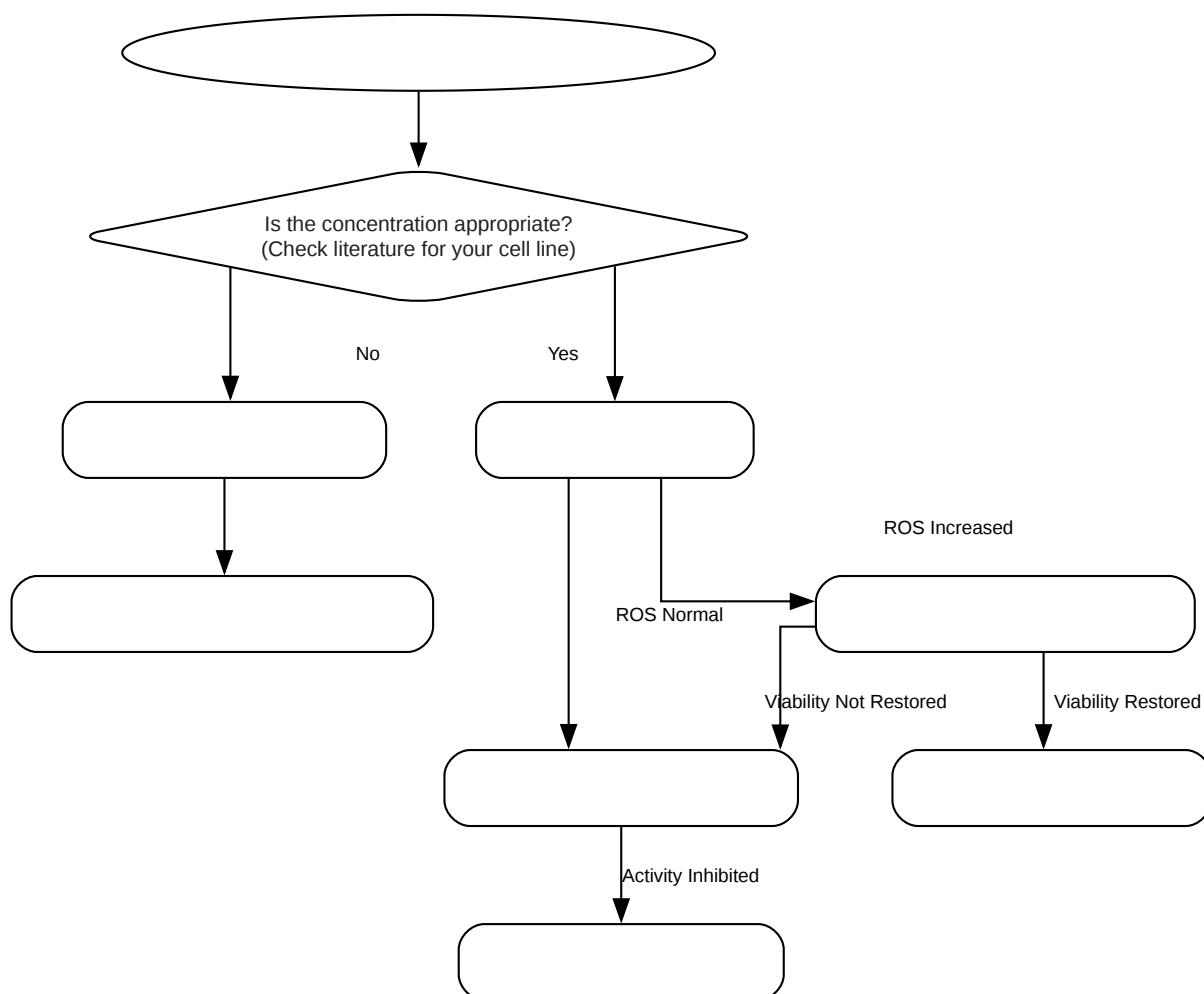 Is the concentration appropriate?
(Check literature for your cell line)
No
Yes
ROS Increased
ROS Normal
Viability Not Restored
Viability Restored
Activity Inhibited